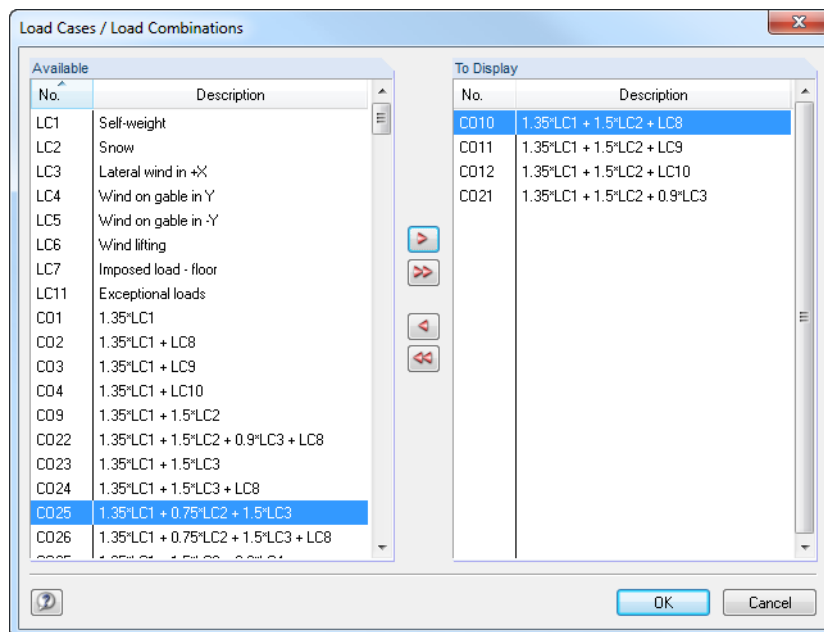 Load Cases / Load Combinations
Available
No. Description
LC1 Self-weight
LC2 Snow
LC3 Lateral wind in +X
LC4 Wind on gable in Y
LC5 Wind on gable in -Y
LC6 Wind lifting
LC7 Imposed load - floor
LC11 Exceptional loads
CO1 1.35*LC1
CO2 1.35*LC1 + LC8
CO3 1.35*LC1 + LC9
CO4 1.35*LC1 + LC10
CO9 1.35*LC1 + 1.5*LC2
CO22 1.35*LC1 + 1.5*LC2 + 0.9*LC3 + LC8
CO23 1.35*LC1 + 1.5*LC3
CO24 1.35*LC1 + 1.5*LC3 + LC8
CO25 1.35*LC1 + 0.75*LC2 + 1.5*LC3
CO26 1.35*LC1 + 0.75*LC2 + 1.5*LC3 + LC8
To Display
No. Description
CO10 1.35*LC1 + 1.5*LC2 + LC8
CO11 1.35*LC1 + 1.5*LC2 + LC9
CO12 1.35*LC1 + 1.5*LC2 + LC10
CO21 1.35*LC1 + 1.5*LC2 + 0.9*LC3
OK
Cancel